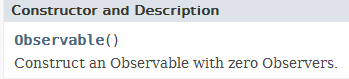 Constructor and Description
Observable()
Construct an Observable with zero Observers.